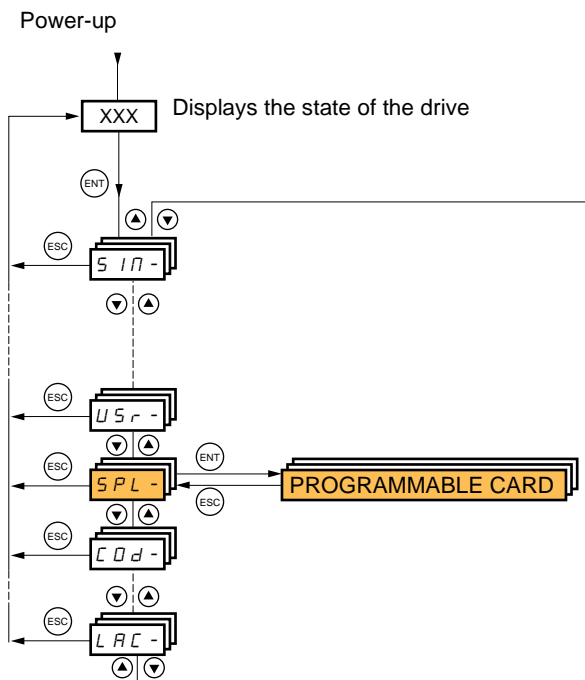 Power-up
XXX
Displays the state of the drive
ENT
ESC
SIM-
ESC
USr-
ESC
ENT
SPL-
PROGRAMMABLE CARD
ESC
ESC
COd-
ESC
LAC-